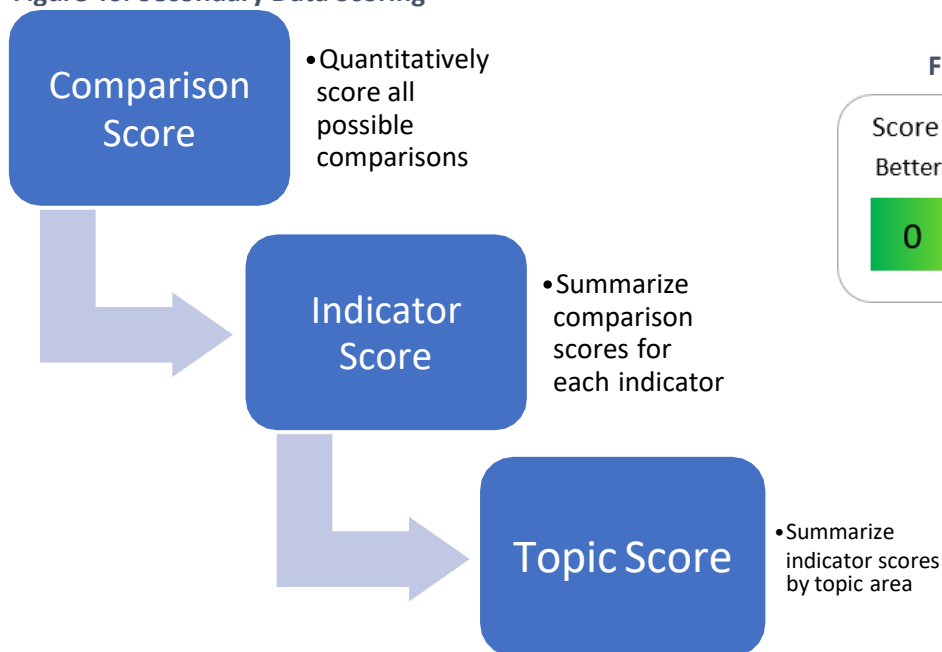 Comparison
Score
•Quantitatively
score all
possible
comparisons
F
Score
Better
0
Indicator
Score
•Summarize
comparison
scores for
each indicator
Topic Score
•Summarize
indicator scores
by topic area